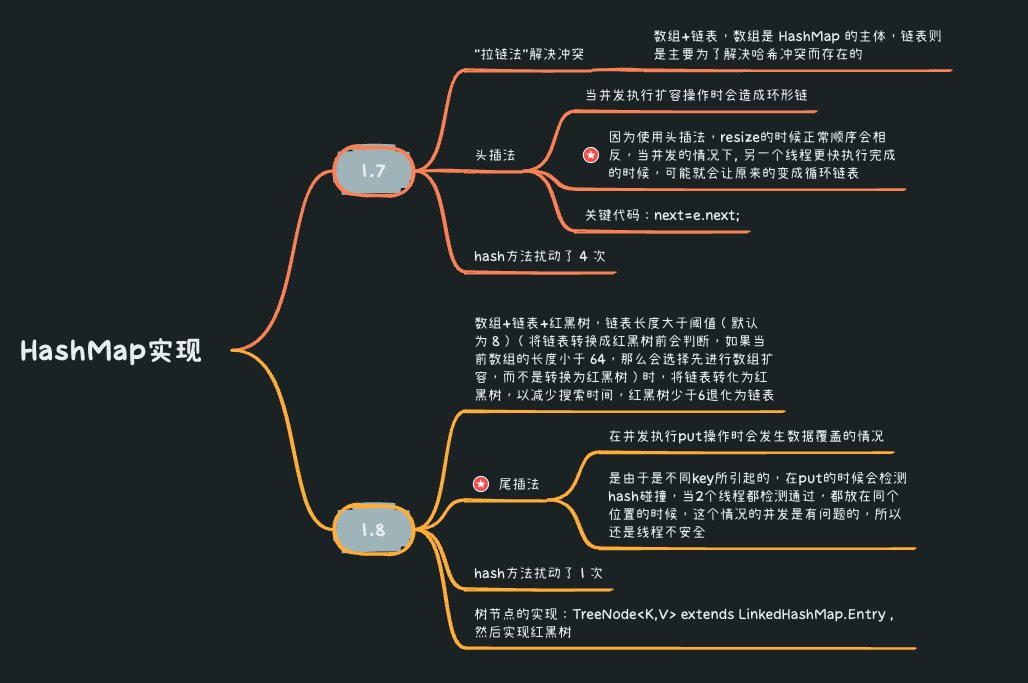 HashMap实现
1.7
"拉链法"解决冲突
数组+链表，数组是 HashMap 的主体，链表则
是主要为了解决哈希冲突而存在的
头插法
当并发执行扩容操作时会造成环形链
因为使用头插法，resize的时候正常顺序会相
反，当并发的情况下, 另一个线程更快执行完成
的时候，可能就会让原来的变成循环链表
关键代码：next=e.next;
hash方法扰动了 4 次
1.8
数组+链表+红黑树，链表长度大于阈值（ 默认
为 8 ）（ 将链表转换成红黑树前会判断，如果当
前数组的长度小于 64，那么会选择先进行数组扩
容，而不是转换为红黑树 ）时，将链表转化为红
黑树，以减少搜索时间，红黑树少于6退化为链表
尾插法
在并发执行put操作时会发生数据覆盖的情况
是由于是不同key所引起的，在put的时候会检测
hash碰撞，当2个线程都检测通过，都放在同个
位置的时候，这个情况的并发是有问题的，所以
还是线程不安全
hash方法扰动了 1 次
树节点的实现：TreeNode<K,V> extends LinkedHashMap.Entry ,
然后实现红黑树